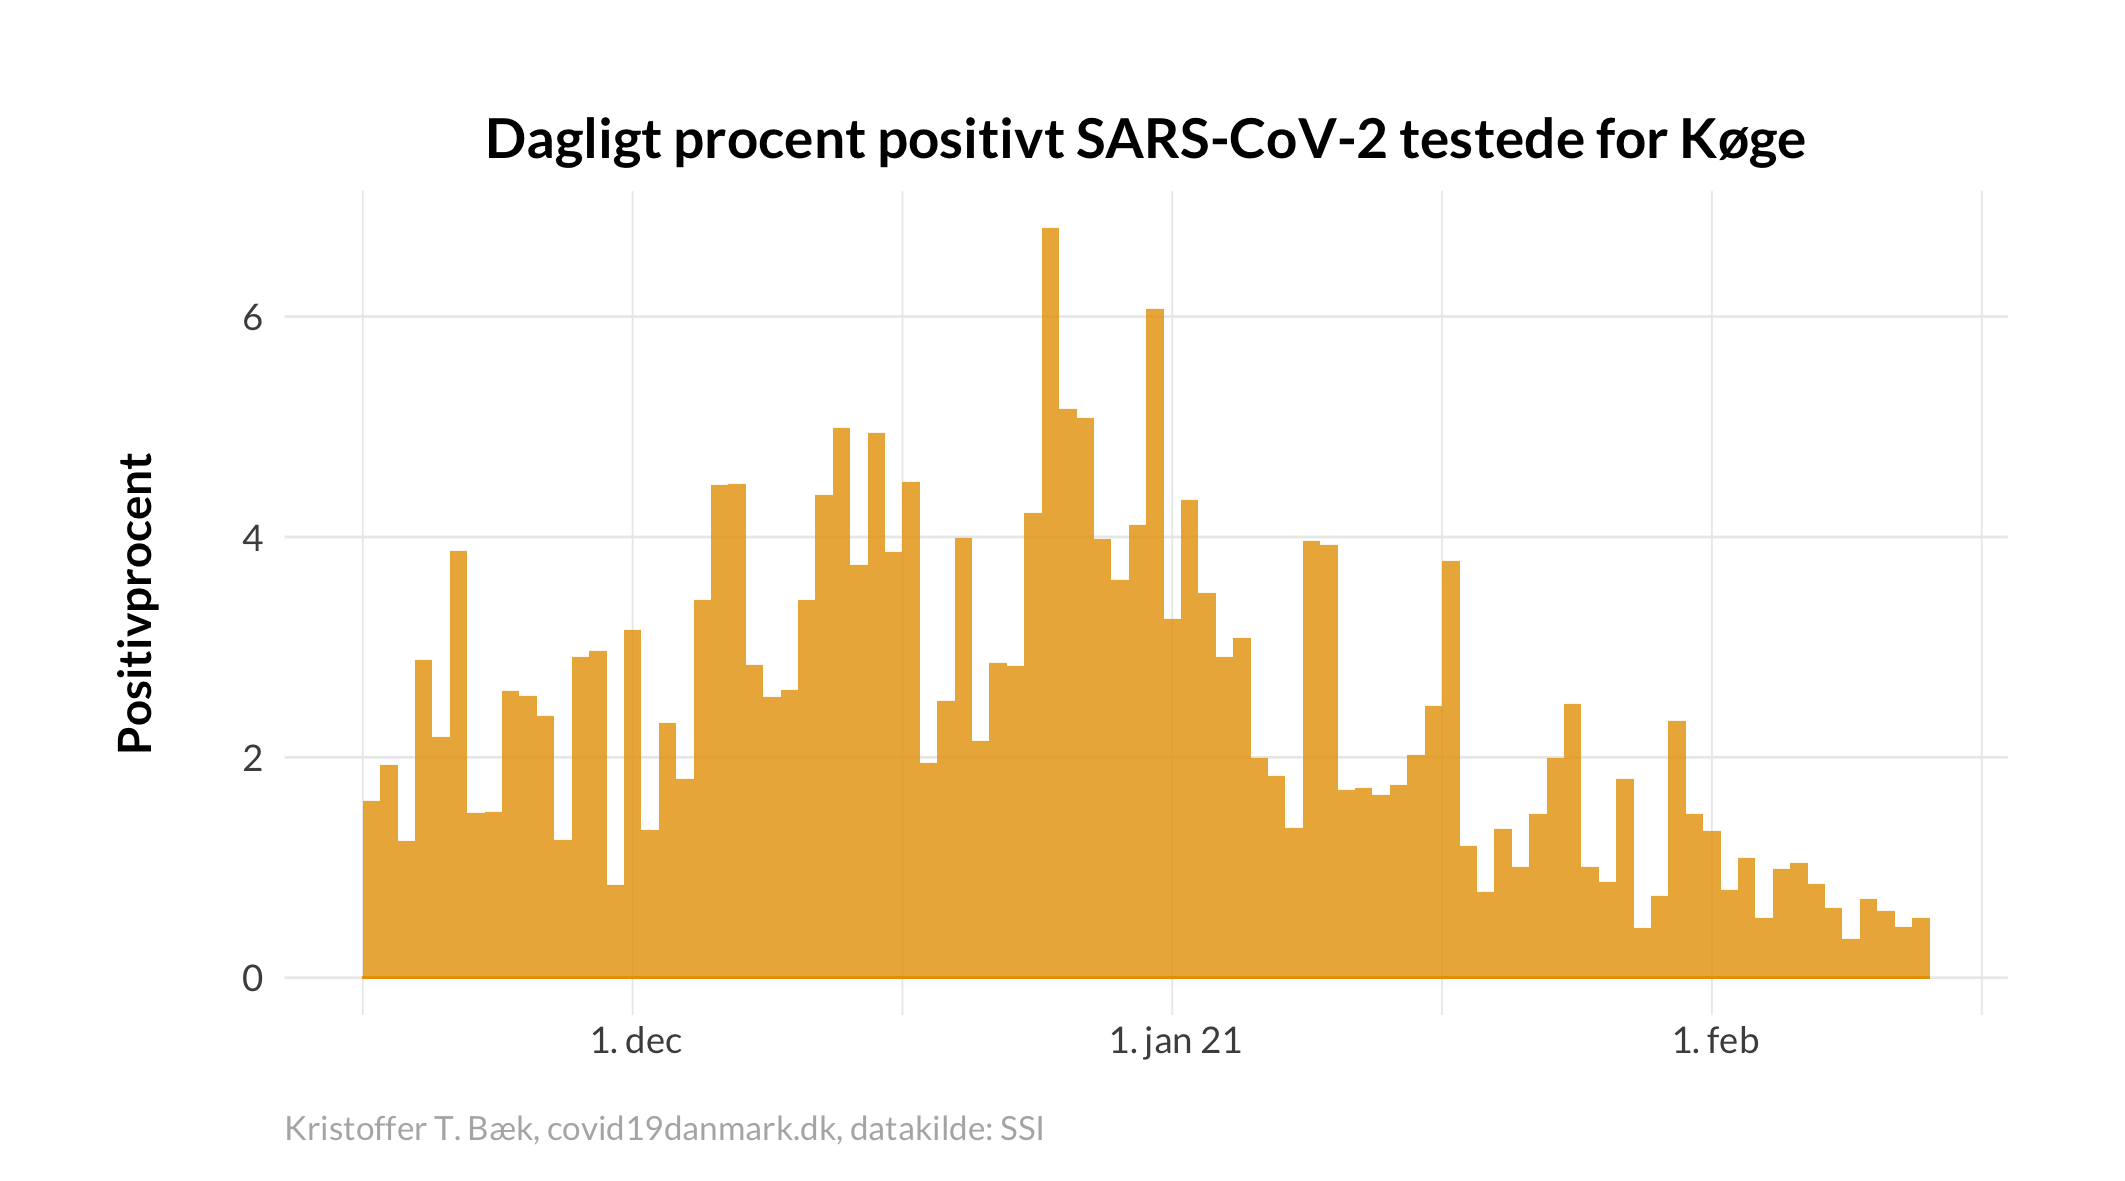 Dagligt procent positivt SARS-CoV-2 testede for Køge
Positivprocent
6
4
2
0
1. dec
1. jan 21
1. feb
Kristoffer T. Bæk, covid19danmark.dk, datakilde: SSI